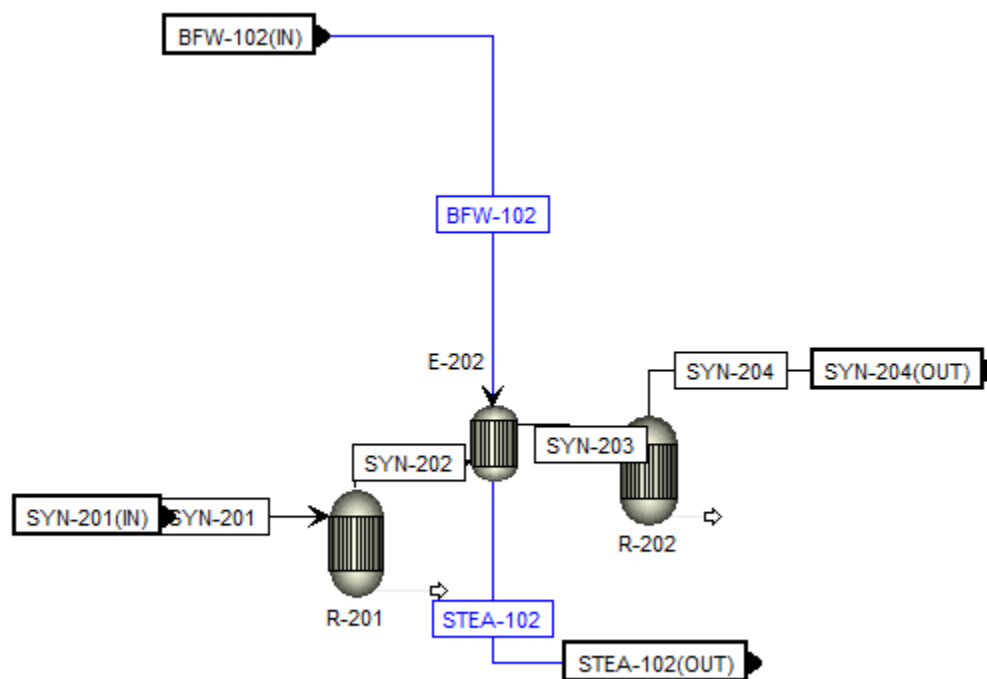 BFW-102(IN)
BFW-102
E-202
SYN-204
SYN-204(OUT)
SYN-203
SYN-202
SYN-201(IN)
SYN-201
R-202
R-201
STEA-102
STEA-102(OUT)